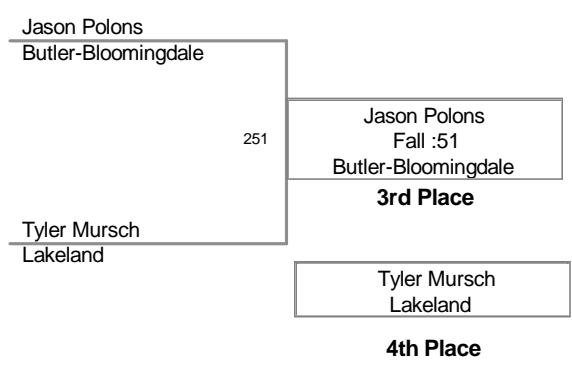 Jason Polons
Butler-Bloomingdale
251
Jason Polons
Fall :51
Butler-Bloomingdale
3rd Place
Tyler Mursch
Lakeland
Tyler Mursch
Lakeland
4th Place